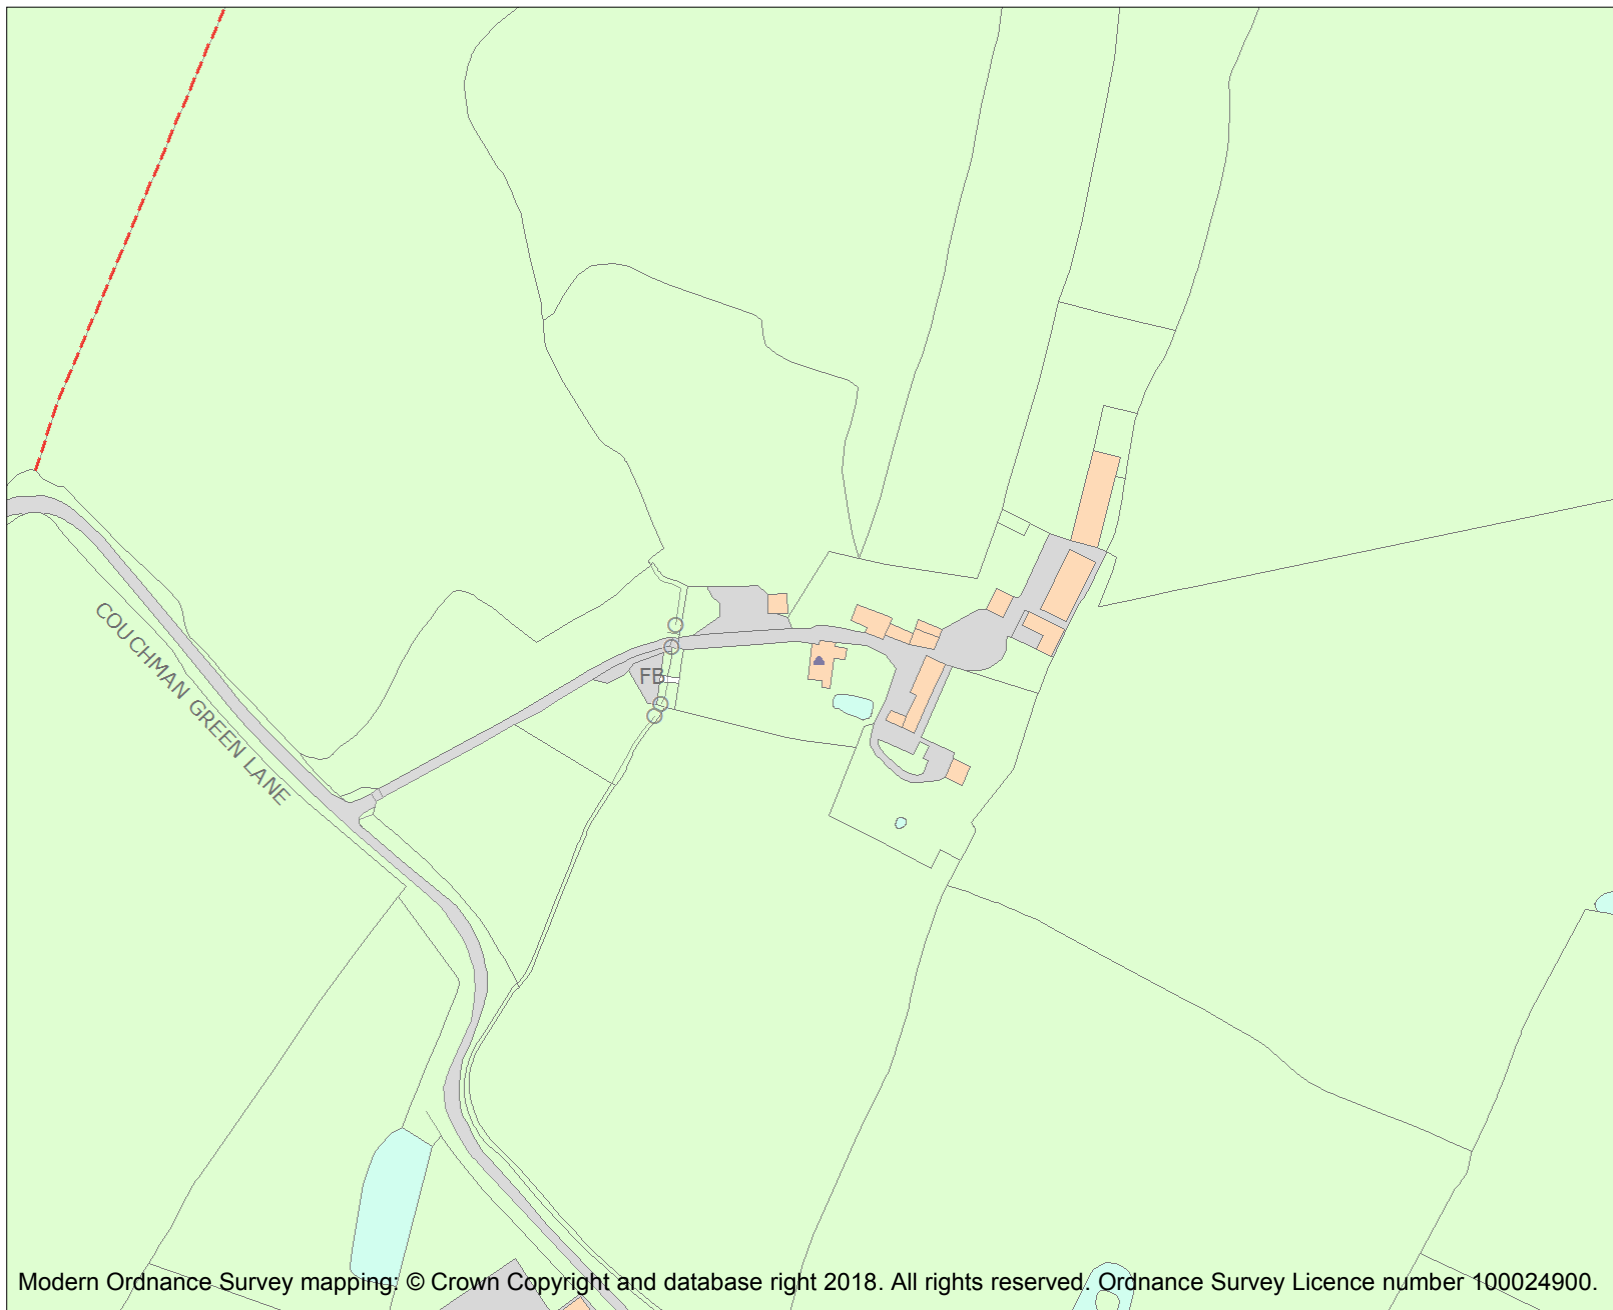 FB
COUCHMAN GREEN LANE
Modern Ordnance Survey mapping: © Crown Copyright and database right 2018. All rights reserved. Ordnance Survey Licence number 100024900.